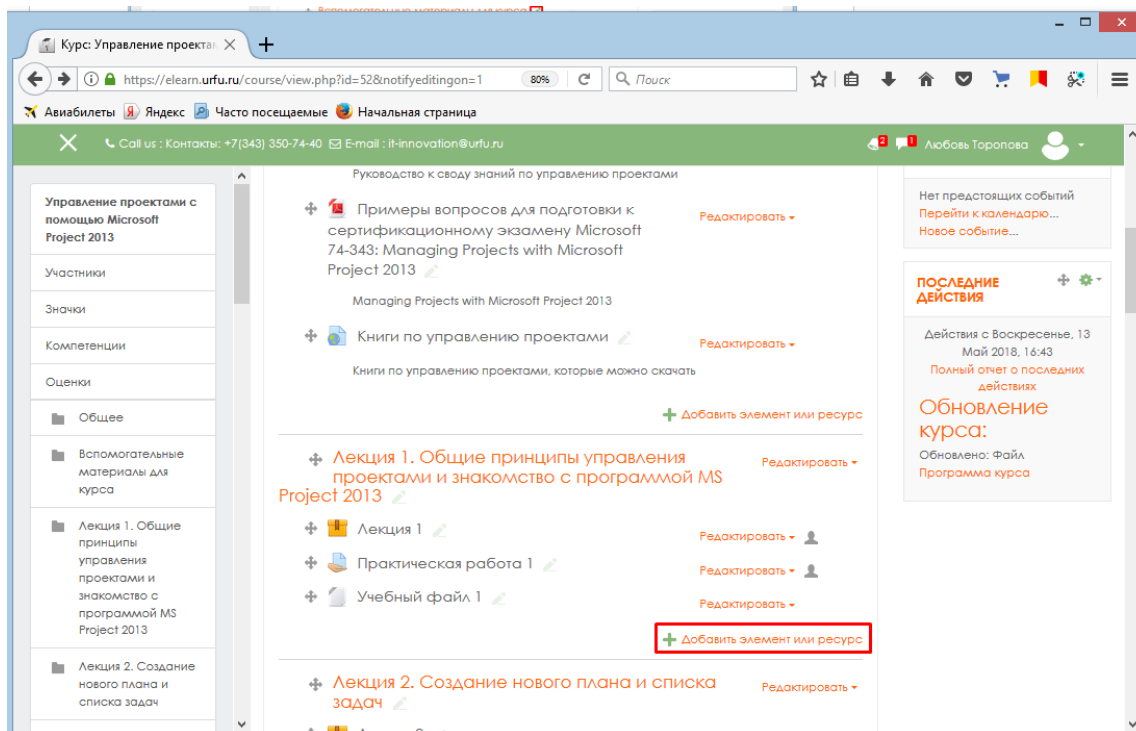 Вспомогательные материалы для курса
Курс: Управление проектам
https://elearn.urfu.ru/course/view.php?id=52&notifyeditingon=1
80%
Поиск
Авиабилеты Яндекс Часто посещаемые Начальная страница
Call us : Контакты: +7(343) 350-74-40 E-mail : it-innovation@urfu.ru
2
1
Любовь Торопова
Управление проектами с
помощью Microsoft
Project 2013
Участники
Значки
Компетенции
Оценки
Общее
Вспомогательные
материалы для
курса
Лекция 1. Общие
принципы
управления
проектами и
знакомство с
программой MS
Project 2013
Лекция 2. Создание
нового плана и
списка задач
Руководство к своду знаний по управлению проектами
Примеры вопросов для подготовки к
сертификационному экзамену Microsoft
74-343: Managing Projects with Microsoft
Project 2013
Редактировать
Managing Projects with Microsoft Project 2013
Книги по управлению проектами
Редактировать
Книги по управлению проектами, которые можно скачать
Добавить элемент или ресурс
Лекция 1. Общие принципы управления
проектами и знакомство с программой MS
Project 2013
Редактировать
Лекция 1
Редактировать
Практическая работа 1
Редактировать
Учебный файл 1
Редактировать
Добавить элемент или ресурс
Лекция 2. Создание нового плана и списка
задач
Редактировать
Нет предстоящих событий
Перейти к календарю...
Новое событие...
ПОСЛЕДНИЕ
ДЕЙСТВИЯ
Действия с Воскресенье, 13
Май 2018, 16:43
Полный отчет о последних
действиях
Обновление
курса:
Обновлено: Файл
Программа курса